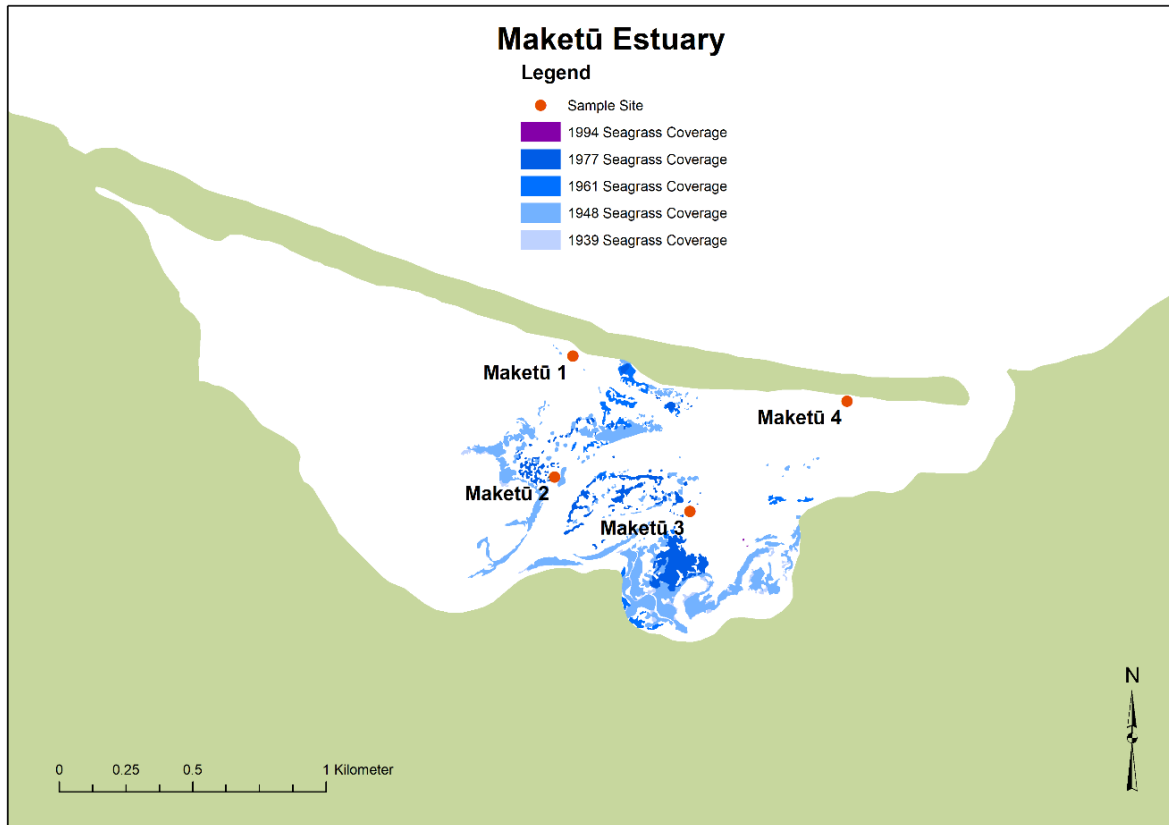 Maketū Estuary
Legend
Sample Site
1994 Seagrass Coverage
1977 Seagrass Coverage
1961 Seagrass Coverage
1948 Seagrass Coverage
1939 Seagrass Coverage
Maketū 1
Maketū 4
Maketū 2
Maketū 3
N
0 0.25 0.5 1 Kilometer